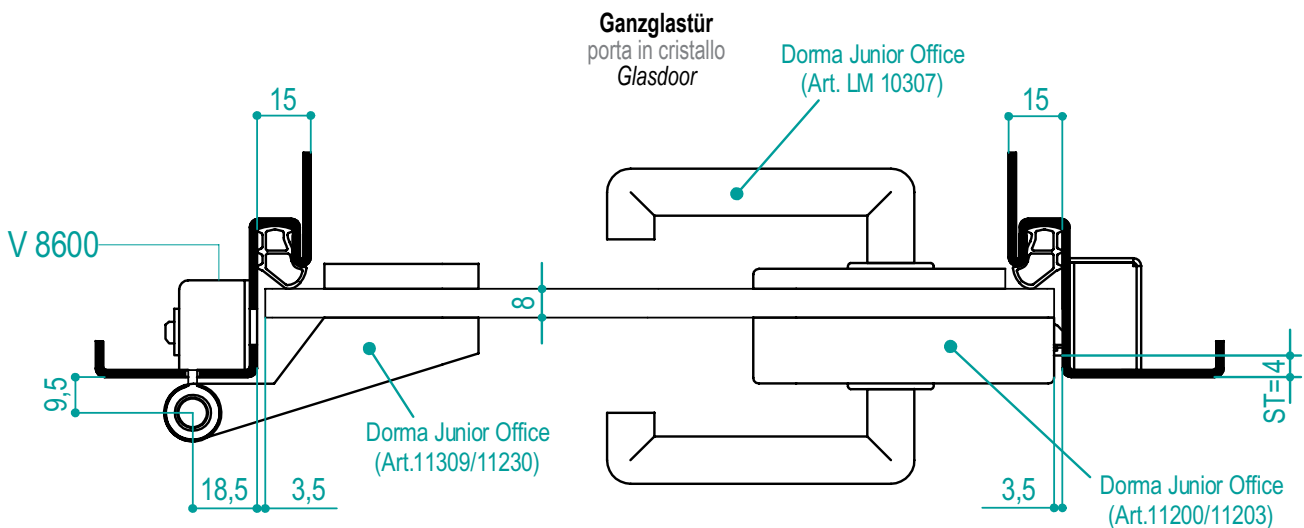 Ganzglastür
porta in cristallo
Glasdoor
Dorma Junior Office
(Art. LM 10307)
15
15
V 8600
8
9,5
ST= 4
Dorma Junior Office
(Art.11309/11230)
18,5
3,5
3,5
Dorma Junior Office
(Art.11200/11203)